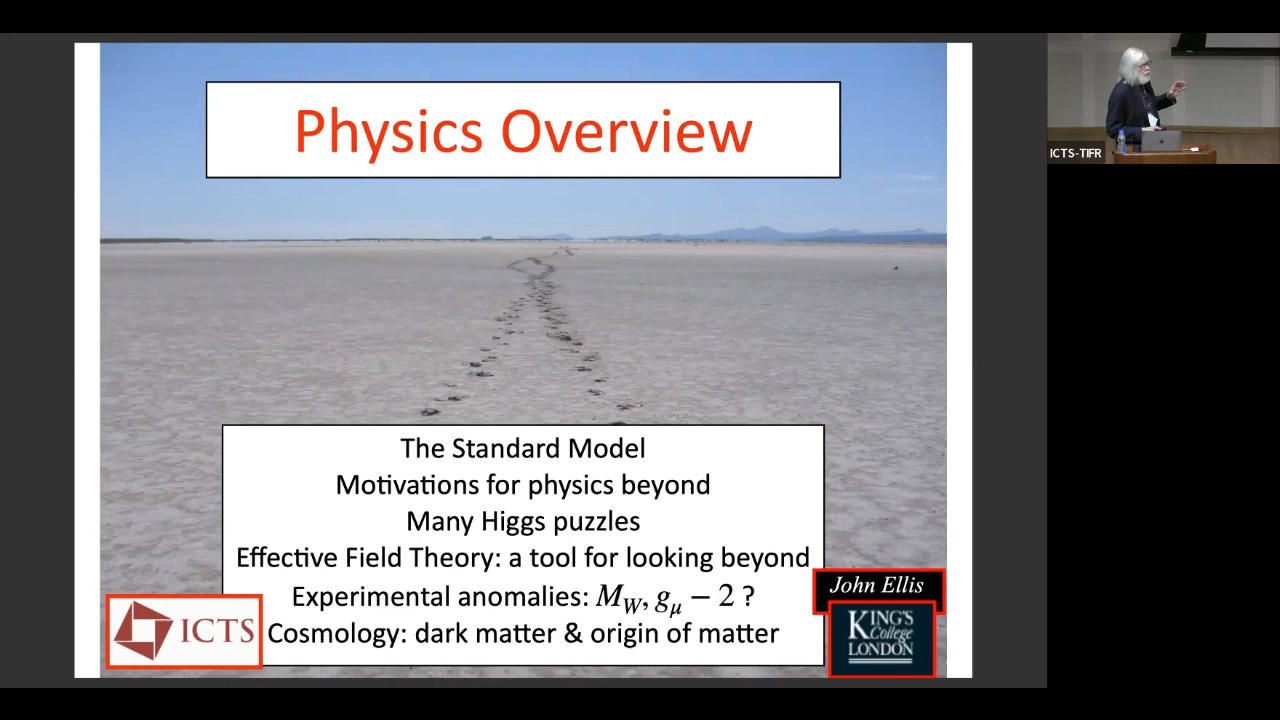 Physics Overview
ICTS-TIFR
The Standard Model
Motivations for physics beyond
Many Higgs puzzles
Effective Field Theory: a tool for looking beyond
Experimental anomalies: M_W, g_μ − 2 ?
Cosmology: dark matter & origin of matter
ICTS
John Ellis
KING'S
College
LONDON